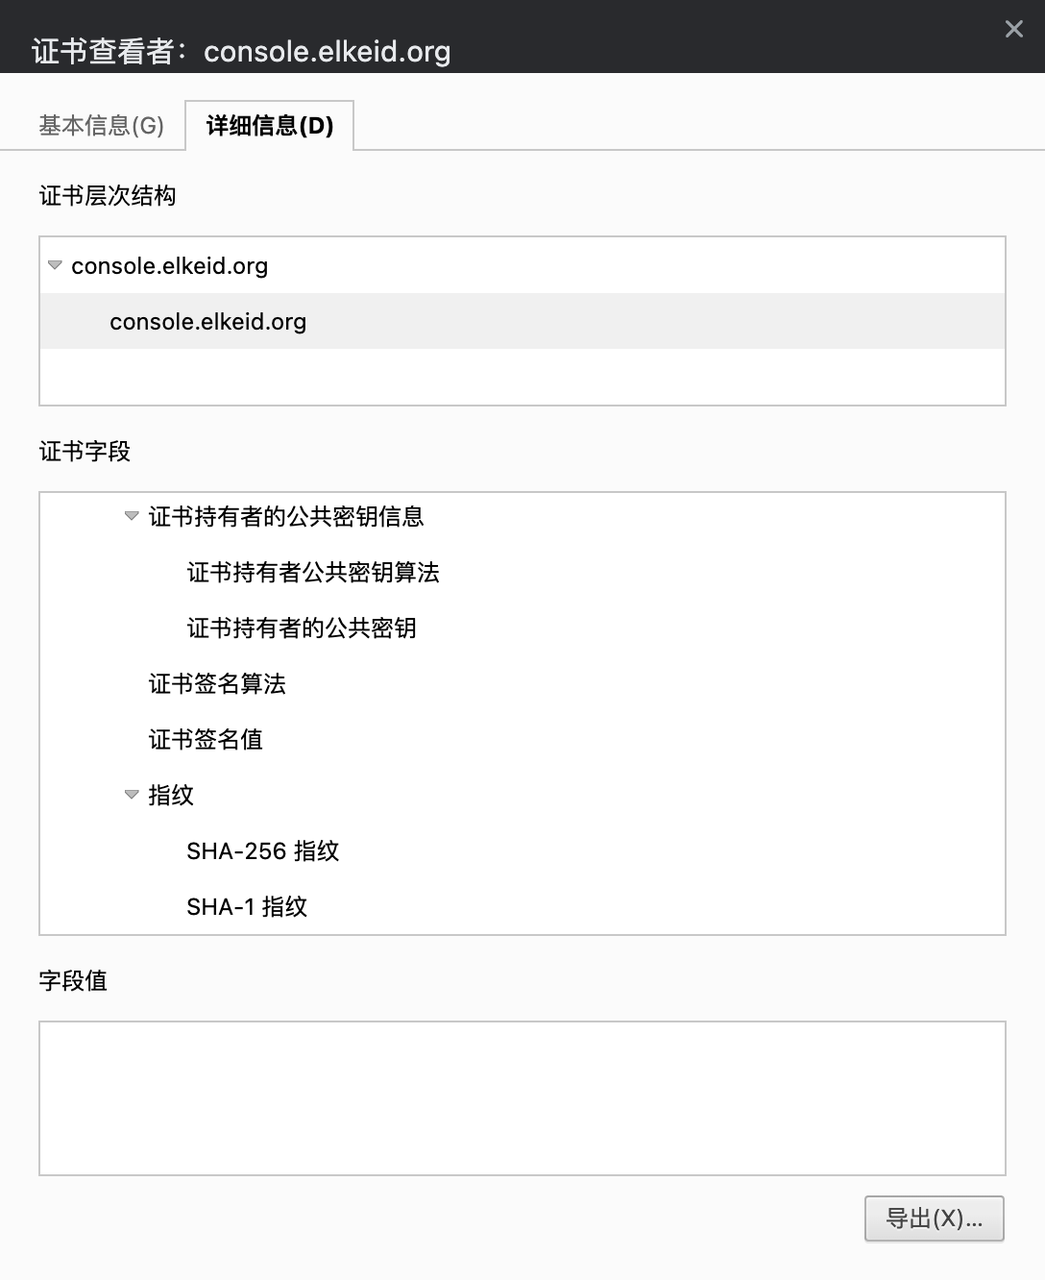 证书查看者：console.elkeid.org
基本信息(G)
详细信息(D)
证书层次结构
console.elkeid.org
console.elkeid.org
证书字段
证书持有者的公共密钥信息
证书持有者公共密钥算法
证书持有者的公共密钥
证书签名算法
证书签名值
指纹
SHA-256 指纹
SHA-1 指纹
字段值
导出(X)...